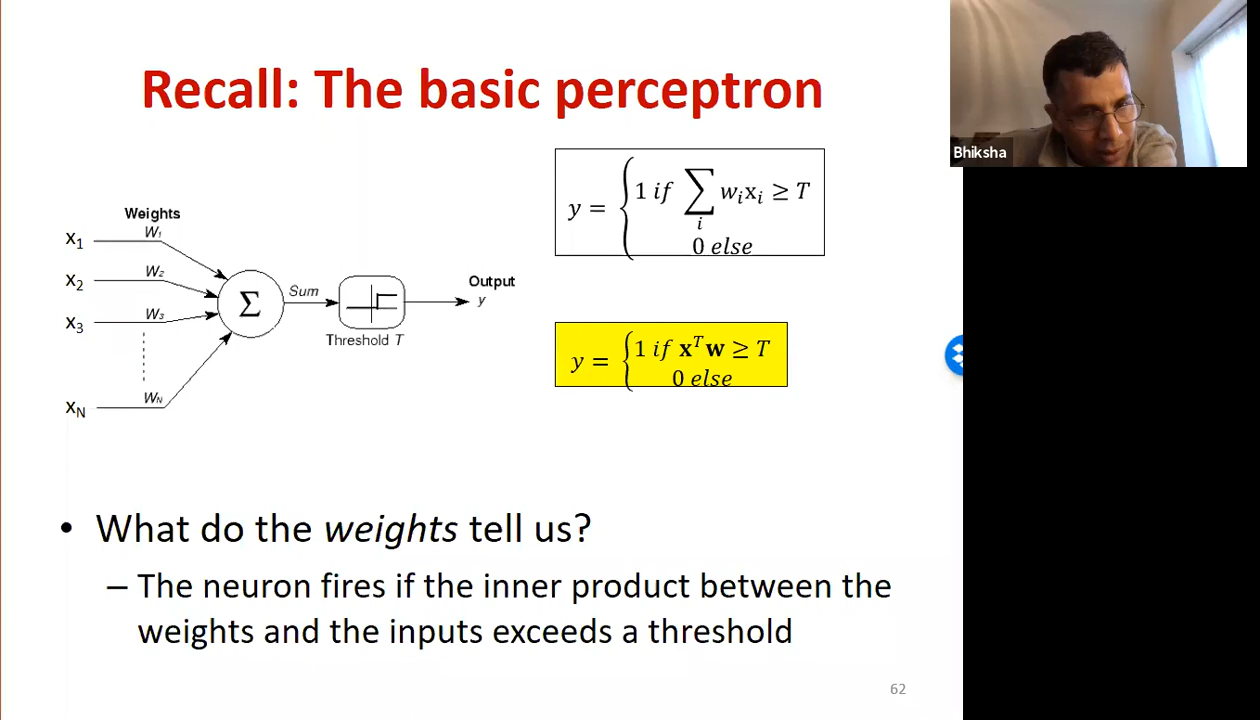 Recall: The basic perceptron
Bhiksha
Weights
X1 W1
X2 W2
X3 W3
XN WN
Σ
Sum
Threshold T
Output
y
y = { 1 if ∑i wixi ≥ T
0 else
y = { 1 if xᵀw ≥ T
0 else
• What do the weights tell us?
– The neuron fires if the inner product between the
weights and the inputs exceeds a threshold
62